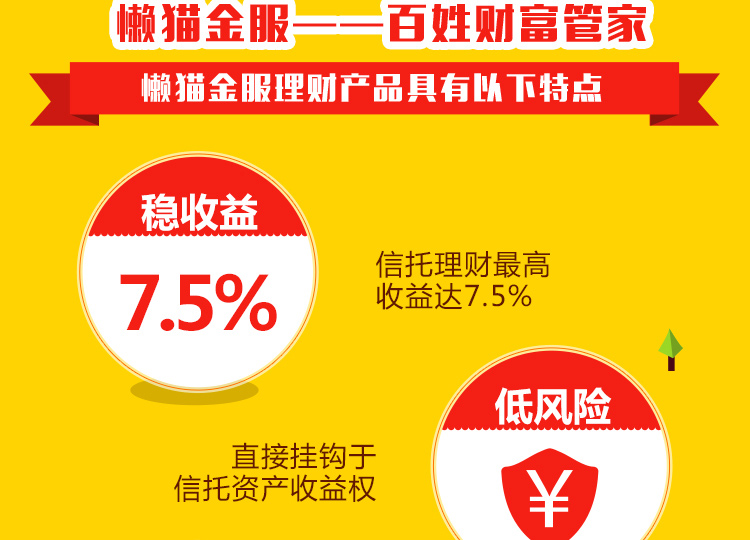 懒猫金服——百姓财富管家
懒猫金服理财产品具有以下特点
稳收益
7.5%
信托理财最高
收益达7.5%
低风险
¥
直接挂钩于
信托资产收益权